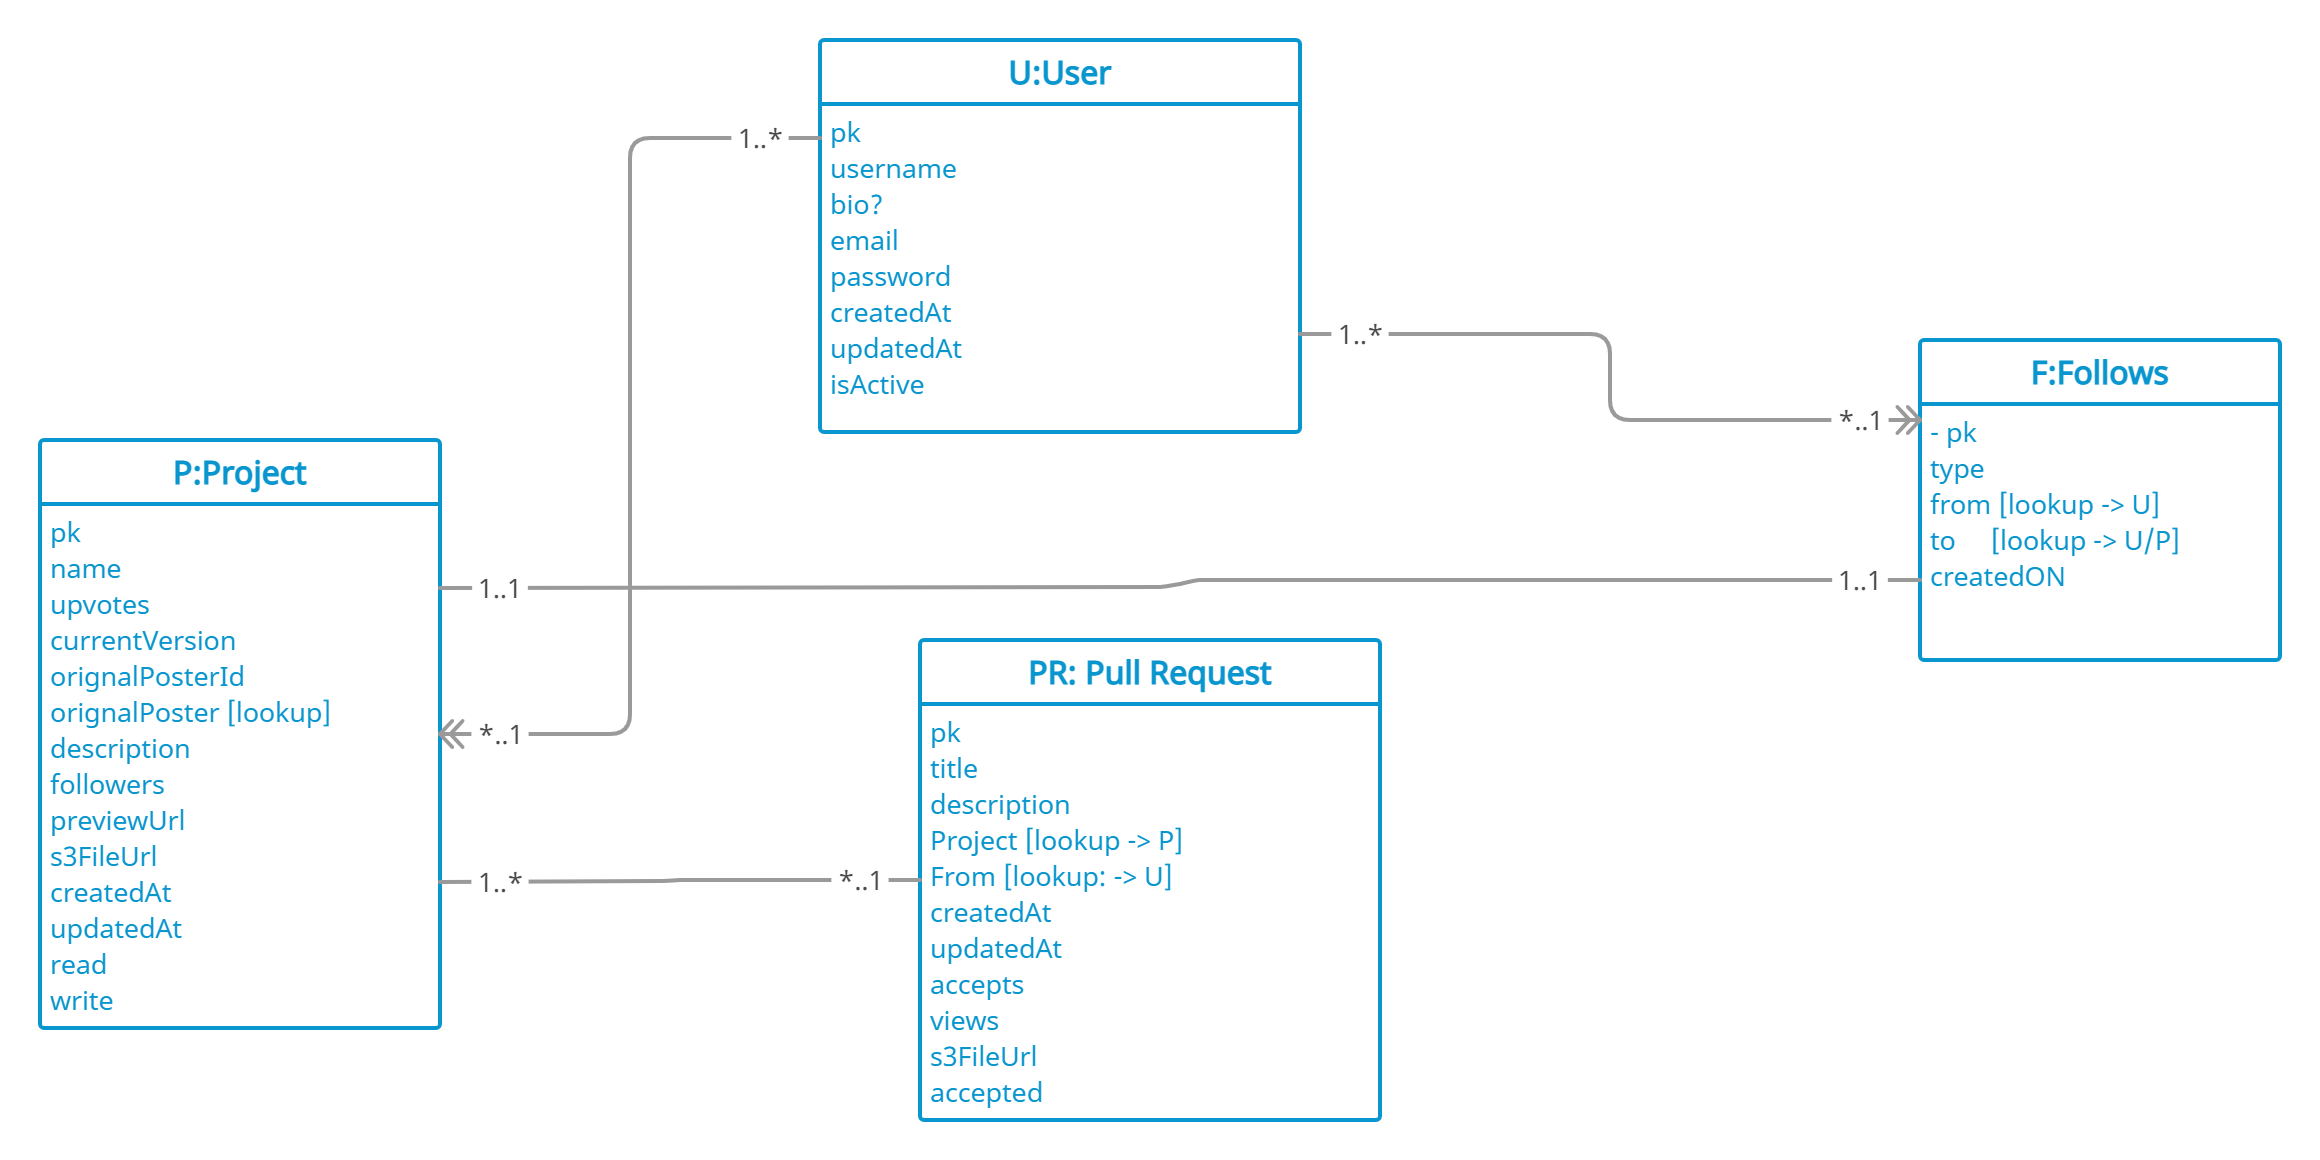 U:User
pk
username
bio?
email
password
createdAt
updatedAt
isActive
1..*
1..*
*..1
F:Follows
- pk
type
from [lookup -> U]
to [lookup -> U/P]
createdON
P:Project
pk
name
upvotes
currentVersion
orignalPosterId
orignalPoster [lookup]
description
followers
previewUrl
s3FileUrl
createdAt
updatedAt
read
write
1..1
1..1
*..1
1..*
*..1
PR: Pull Request
pk
title
description
Project [lookup -> P]
From [lookup: -> U]
createdAt
updatedAt
accepts
views
s3FileUrl
accepted